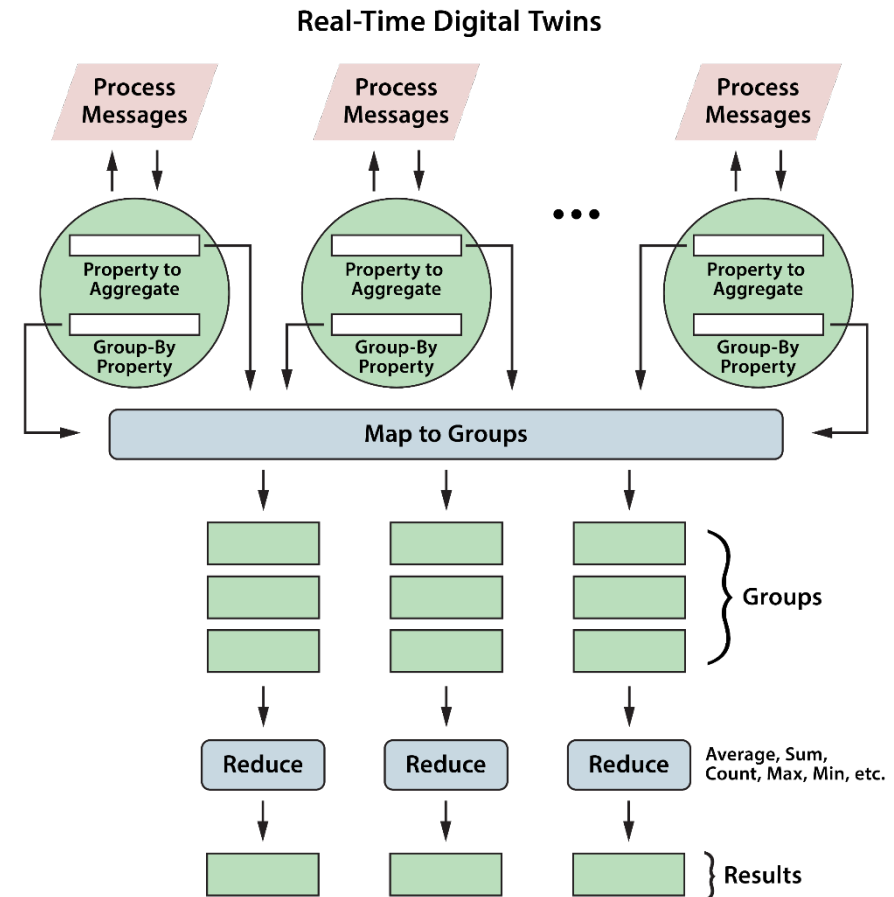 Real-Time Digital Twins
Process
Messages
Process
Messages
Process
Messages
•••
Property to
Aggregate
Group-By
Property
Property to
Aggregate
Group-By
Property
Property to
Aggregate
Group-By
Property
Map to Groups
Groups
Reduce
Reduce
Reduce
Average, Sum,
Count, Max, Min, etc.
Results